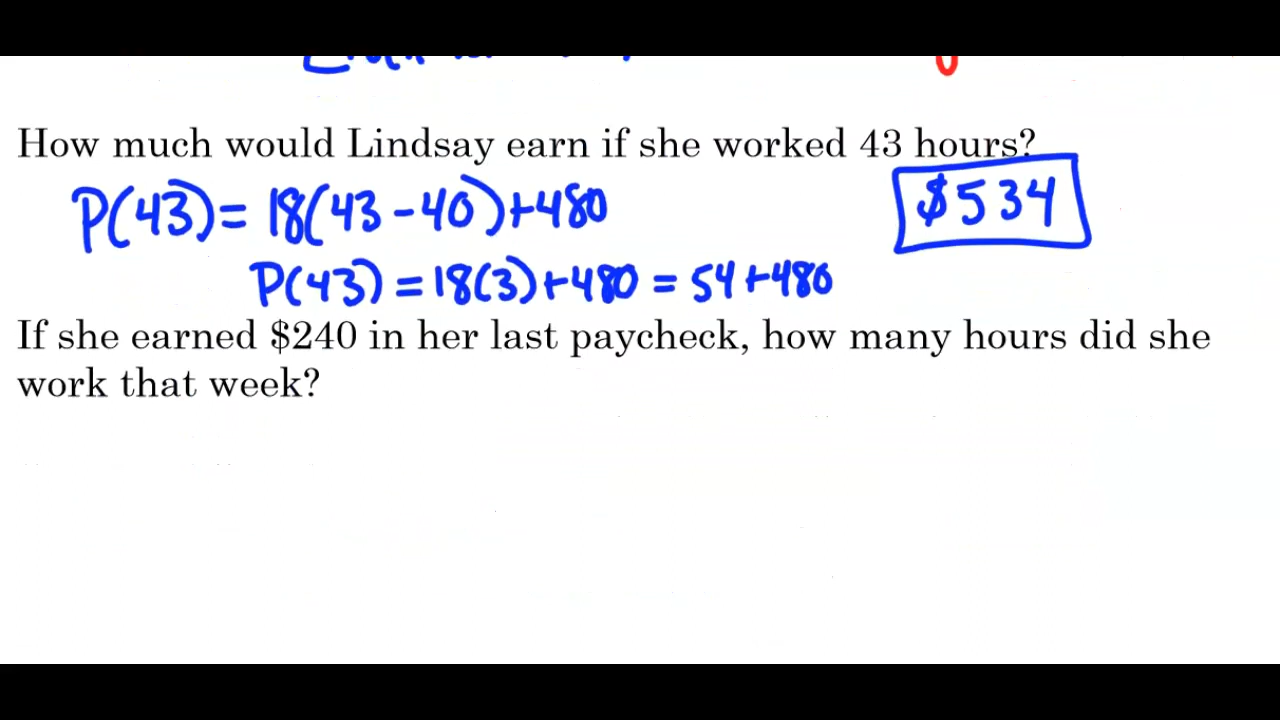 How much would Lindsay earn if she worked 43 hours?
P(43) = 18(43 - 40) + 480
$534
P(43) = 18(3) + 480 = 54 + 480
If she earned $240 in her last paycheck, how many hours did she
work that week?